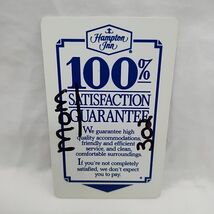 Hampton Inn
100%
SATISFACTION
GUARANTEE
We guarantee high
quality accommodations,
friendly and efficient
service, and clean,
comfortable surroundings.
If you're not completely
satisfied, we don't expect
you to pay.
mom
302